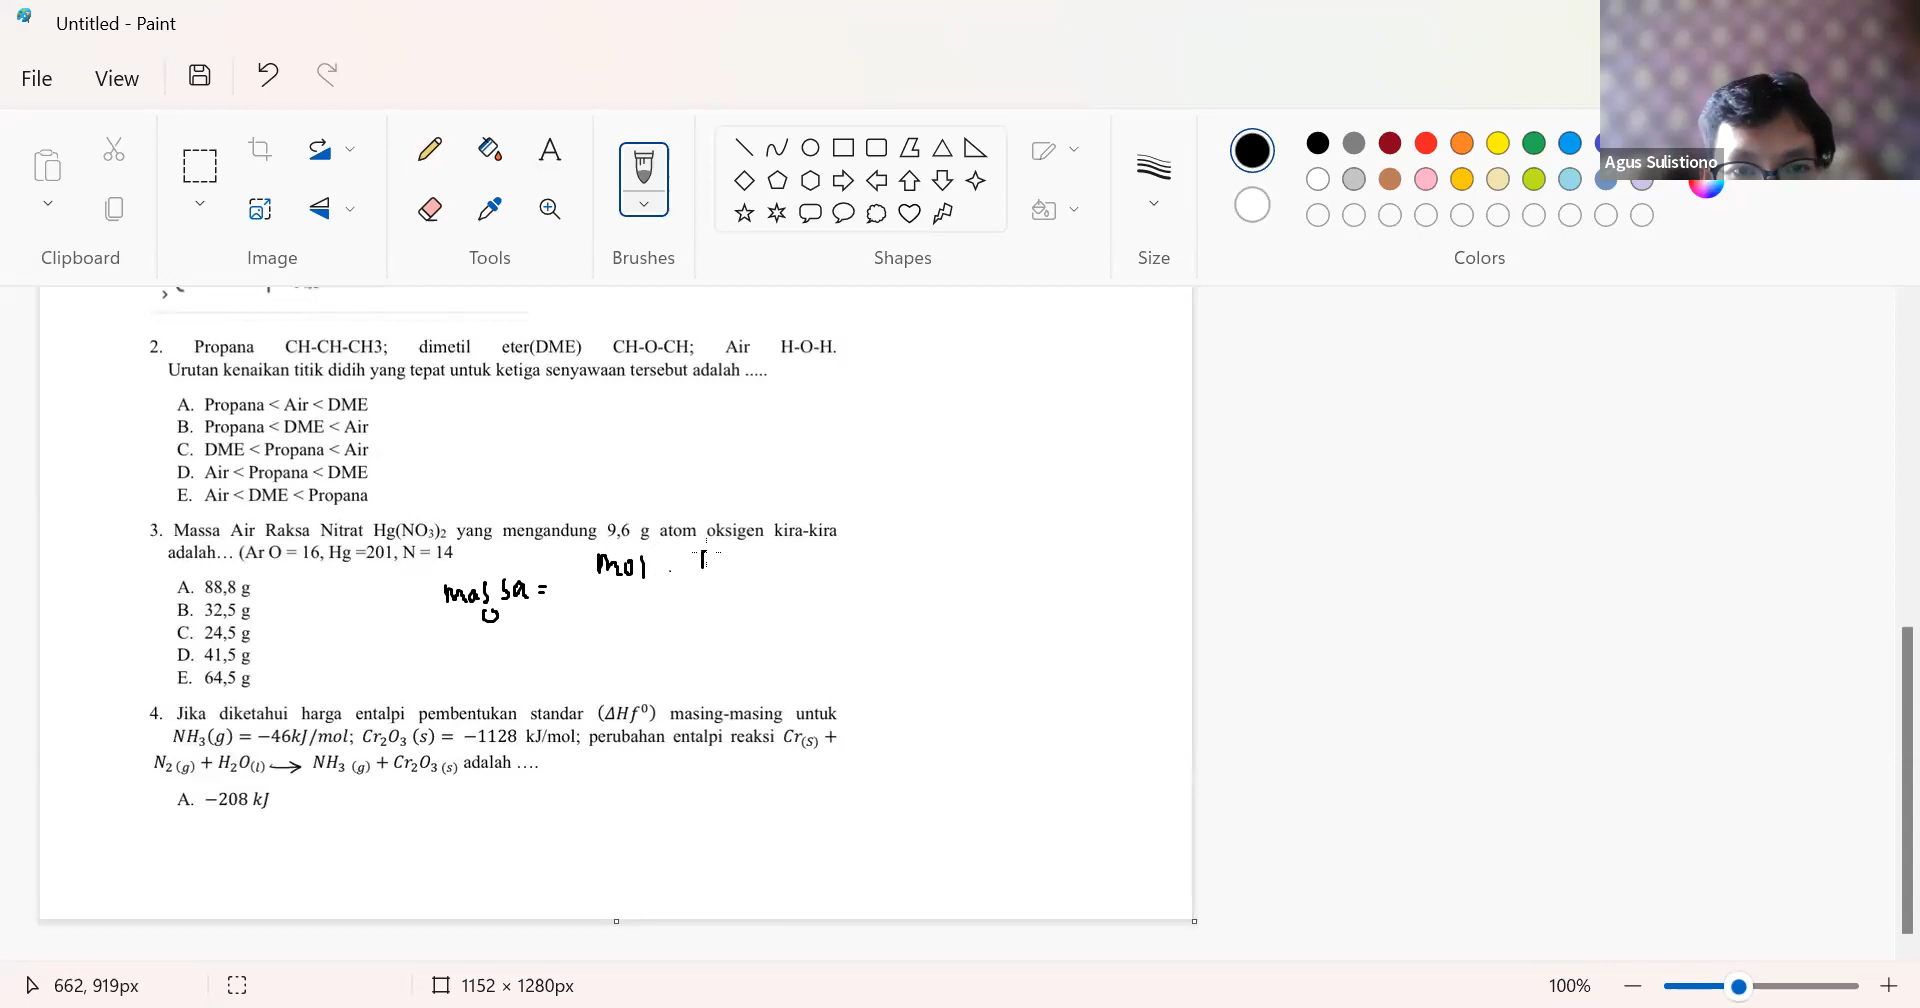 Untitled - Paint
File View
Clipboard
Image
Tools
Brushes
Shapes
Size
Colors
Agus Sulistiono
2. Propana CH-CH-CH3; dimetil eter(DME) CH-O-CH; Air H-O-H.
Urutan kenaikan titik didih yang tepat untuk ketiga senyawaan tersebut adalah .....
A. Propana < Air < DME
B. Propana < DME < Air
C. DME < Propana < Air
D. Air < Propana < DME
E. Air < DME < Propana
3. Massa Air Raksa Nitrat Hg(NO₃)₂ yang mengandung 9,6 g atom oksigen kira-kira
adalah… (Ar O = 16, Hg =201, N = 14
mol .
massa =
O
A. 88,8 g
B. 32,5 g
C. 24,5 g
D. 41,5 g
E. 64,5 g
4. Jika diketahui harga entalpi pembentukan standar (ΔHf⁰) masing-masing untuk
NH₃(g) = −46kJ/mol; Cr₂O₃ (s) = −1128 kJ/mol; perubahan entalpi reaksi Cr(S) +
N₂ (g) + H₂O(l) → NH₃ (g) + Cr₂O₃ (s) adalah ….
A. −208 kJ
662, 919px
1152 × 1280px
100%